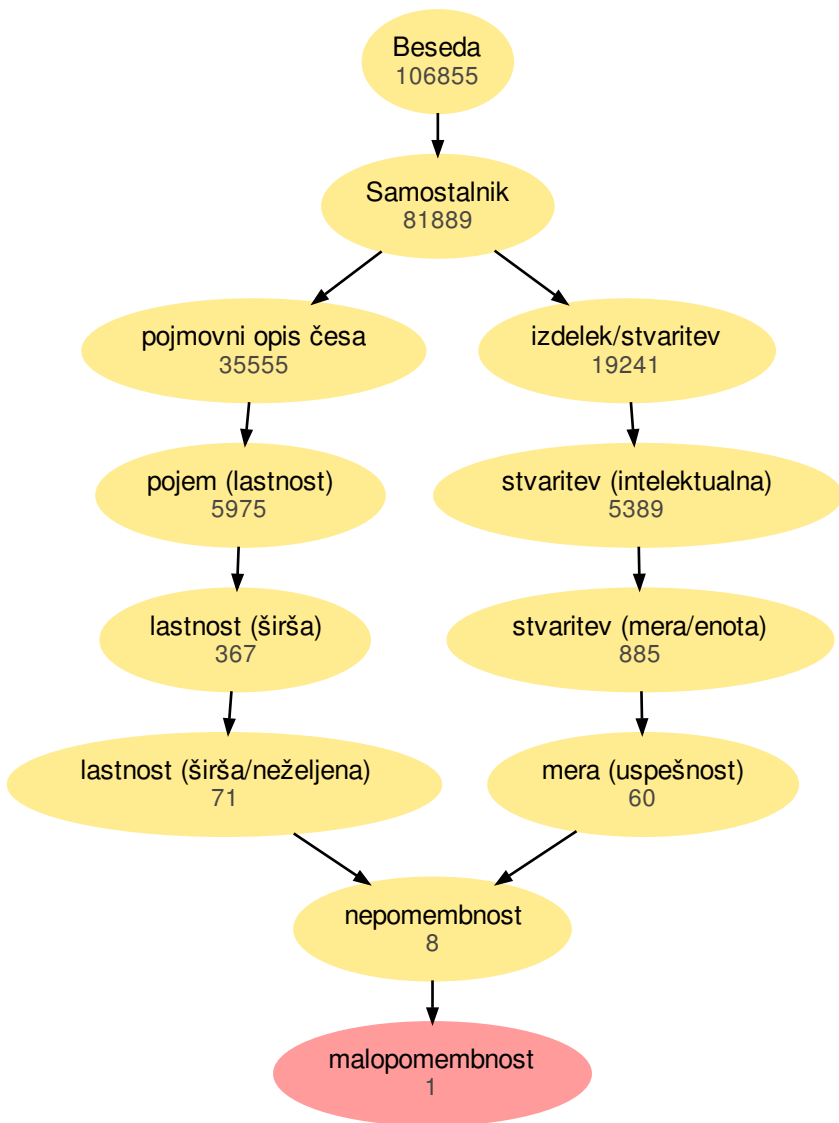 Beseda
106855
Samostalnik
81889
pojmovni opis česa
35555
izdelek/stvaritev
19241
pojem (lastnost)
5975
stvaritev (intelektualna)
5389
lastnost (širša)
367
stvaritev (mera/enota)
885
lastnost (širša/neželjena)
71
mera (uspešnost)
60
nepomembnost
8
malopomembnost
1